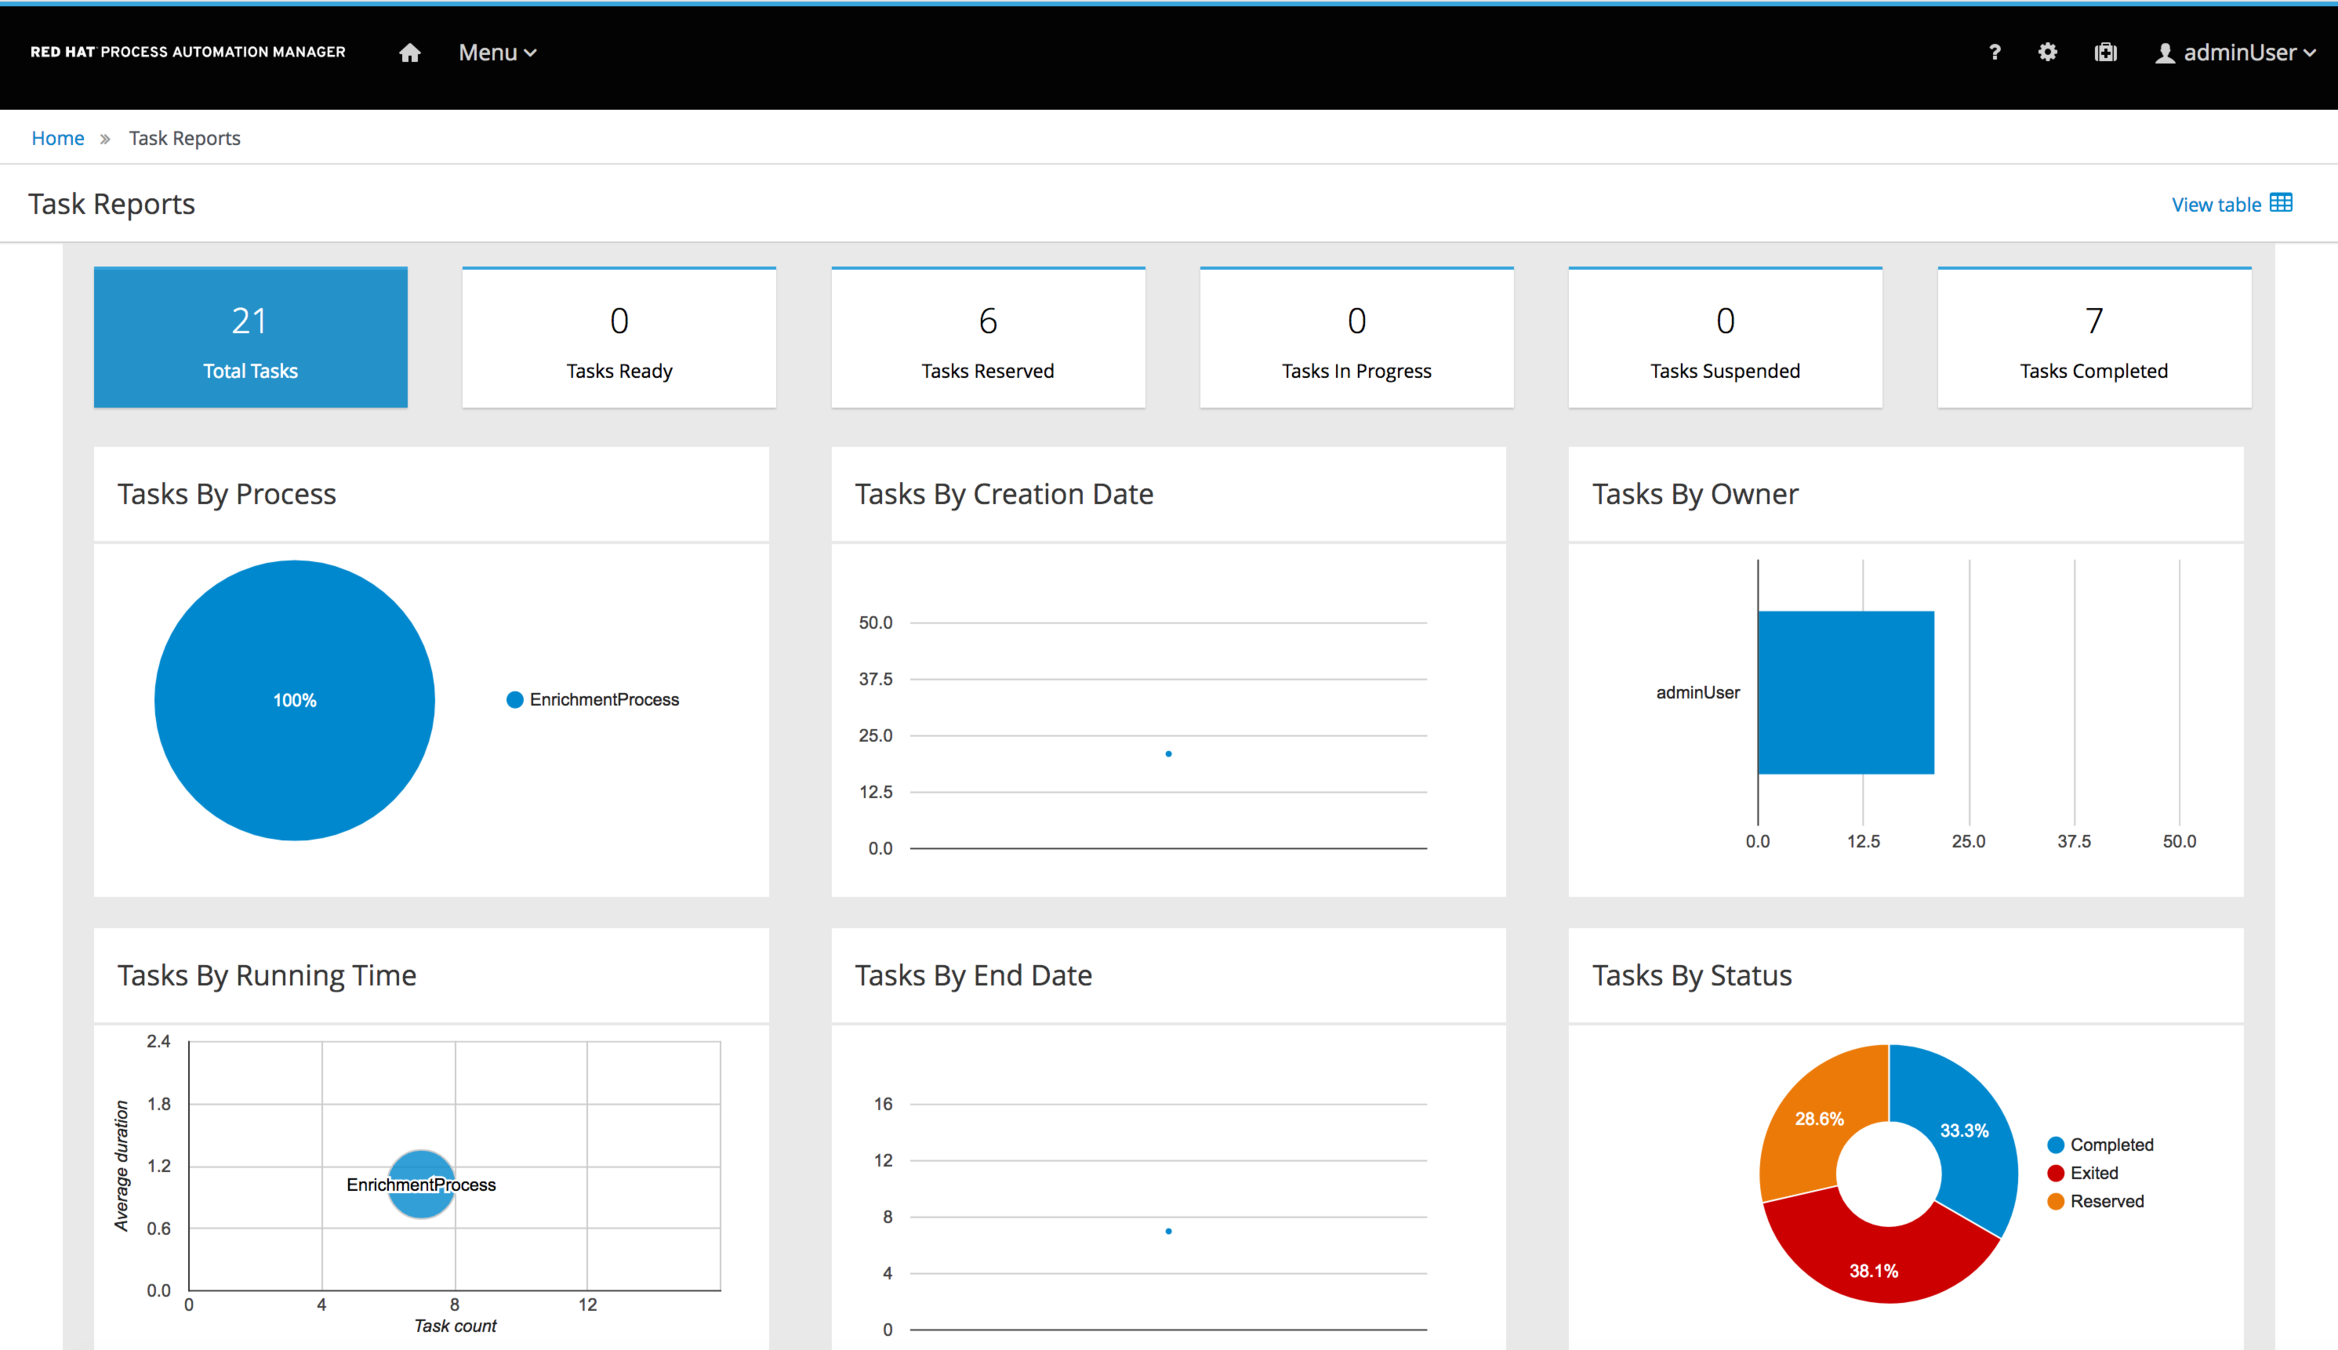 RED HAT PROCESS AUTOMATION MANAGER Menu ? adminUser
Home » Task Reports
Task Reports View table
21 0 6 0 0 7
Total Tasks Tasks Ready Tasks Reserved Tasks In Progress Tasks Suspended Tasks Completed
Tasks By Process
100%
EnrichmentProcess
Tasks By Creation Date
50.0
37.5
25.0
12.5
0.0
Tasks By Owner
adminUser
0.0 12.5 25.0 37.5 50.0
Tasks By Running Time
Average duration
2.4
1.8
1.2
0.6
0.0
EnrichmentProcess
0 4 8 12
Task count
Tasks By End Date
16
12
8
4
0
Tasks By Status
28.6%
33.3%
38.1%
Completed
Exited
Reserved